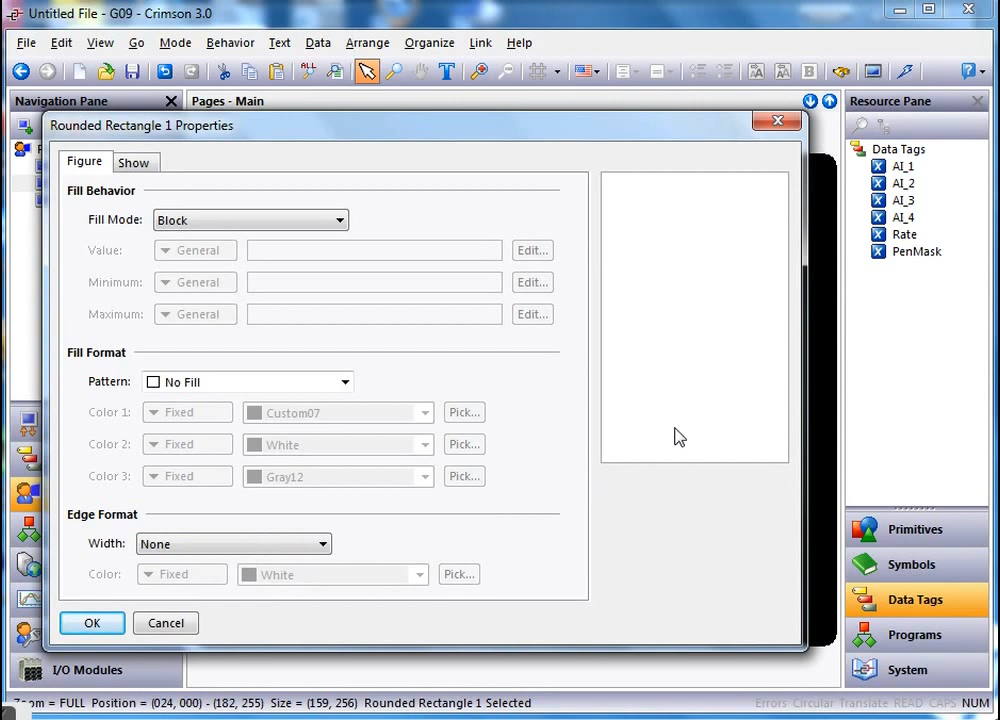 Untitled File - G09 - Crimson 3.0
File Edit View Go Mode Behavior Text Data Arrange Organize Link Help
Navigation Pane
Pages - Main
Resource Pane
Rounded Rectangle 1 Properties
Figure Show
Fill Behavior
Fill Mode: Block
Value: General Edit...
Minimum: General Edit...
Maximum: General Edit...
Fill Format
Pattern: No Fill
Color 1: Fixed Custom07 Pick...
Color 2: Fixed White Pick...
Color 3: Fixed Gray12 Pick...
Edge Format
Width: None
Color: Fixed White Pick...
OK Cancel
I/O Modules
Data Tags
AI_1
AI_2
AI_3
AI_4
Rate
PenMask
Primitives
Symbols
Data Tags
Programs
System
Zoom = FULL Position = (024, 000) - (182, 255) Size = (159, 256) Rounded Rectangle 1 Selected
Errors Circular Translate READ CAPS NUM